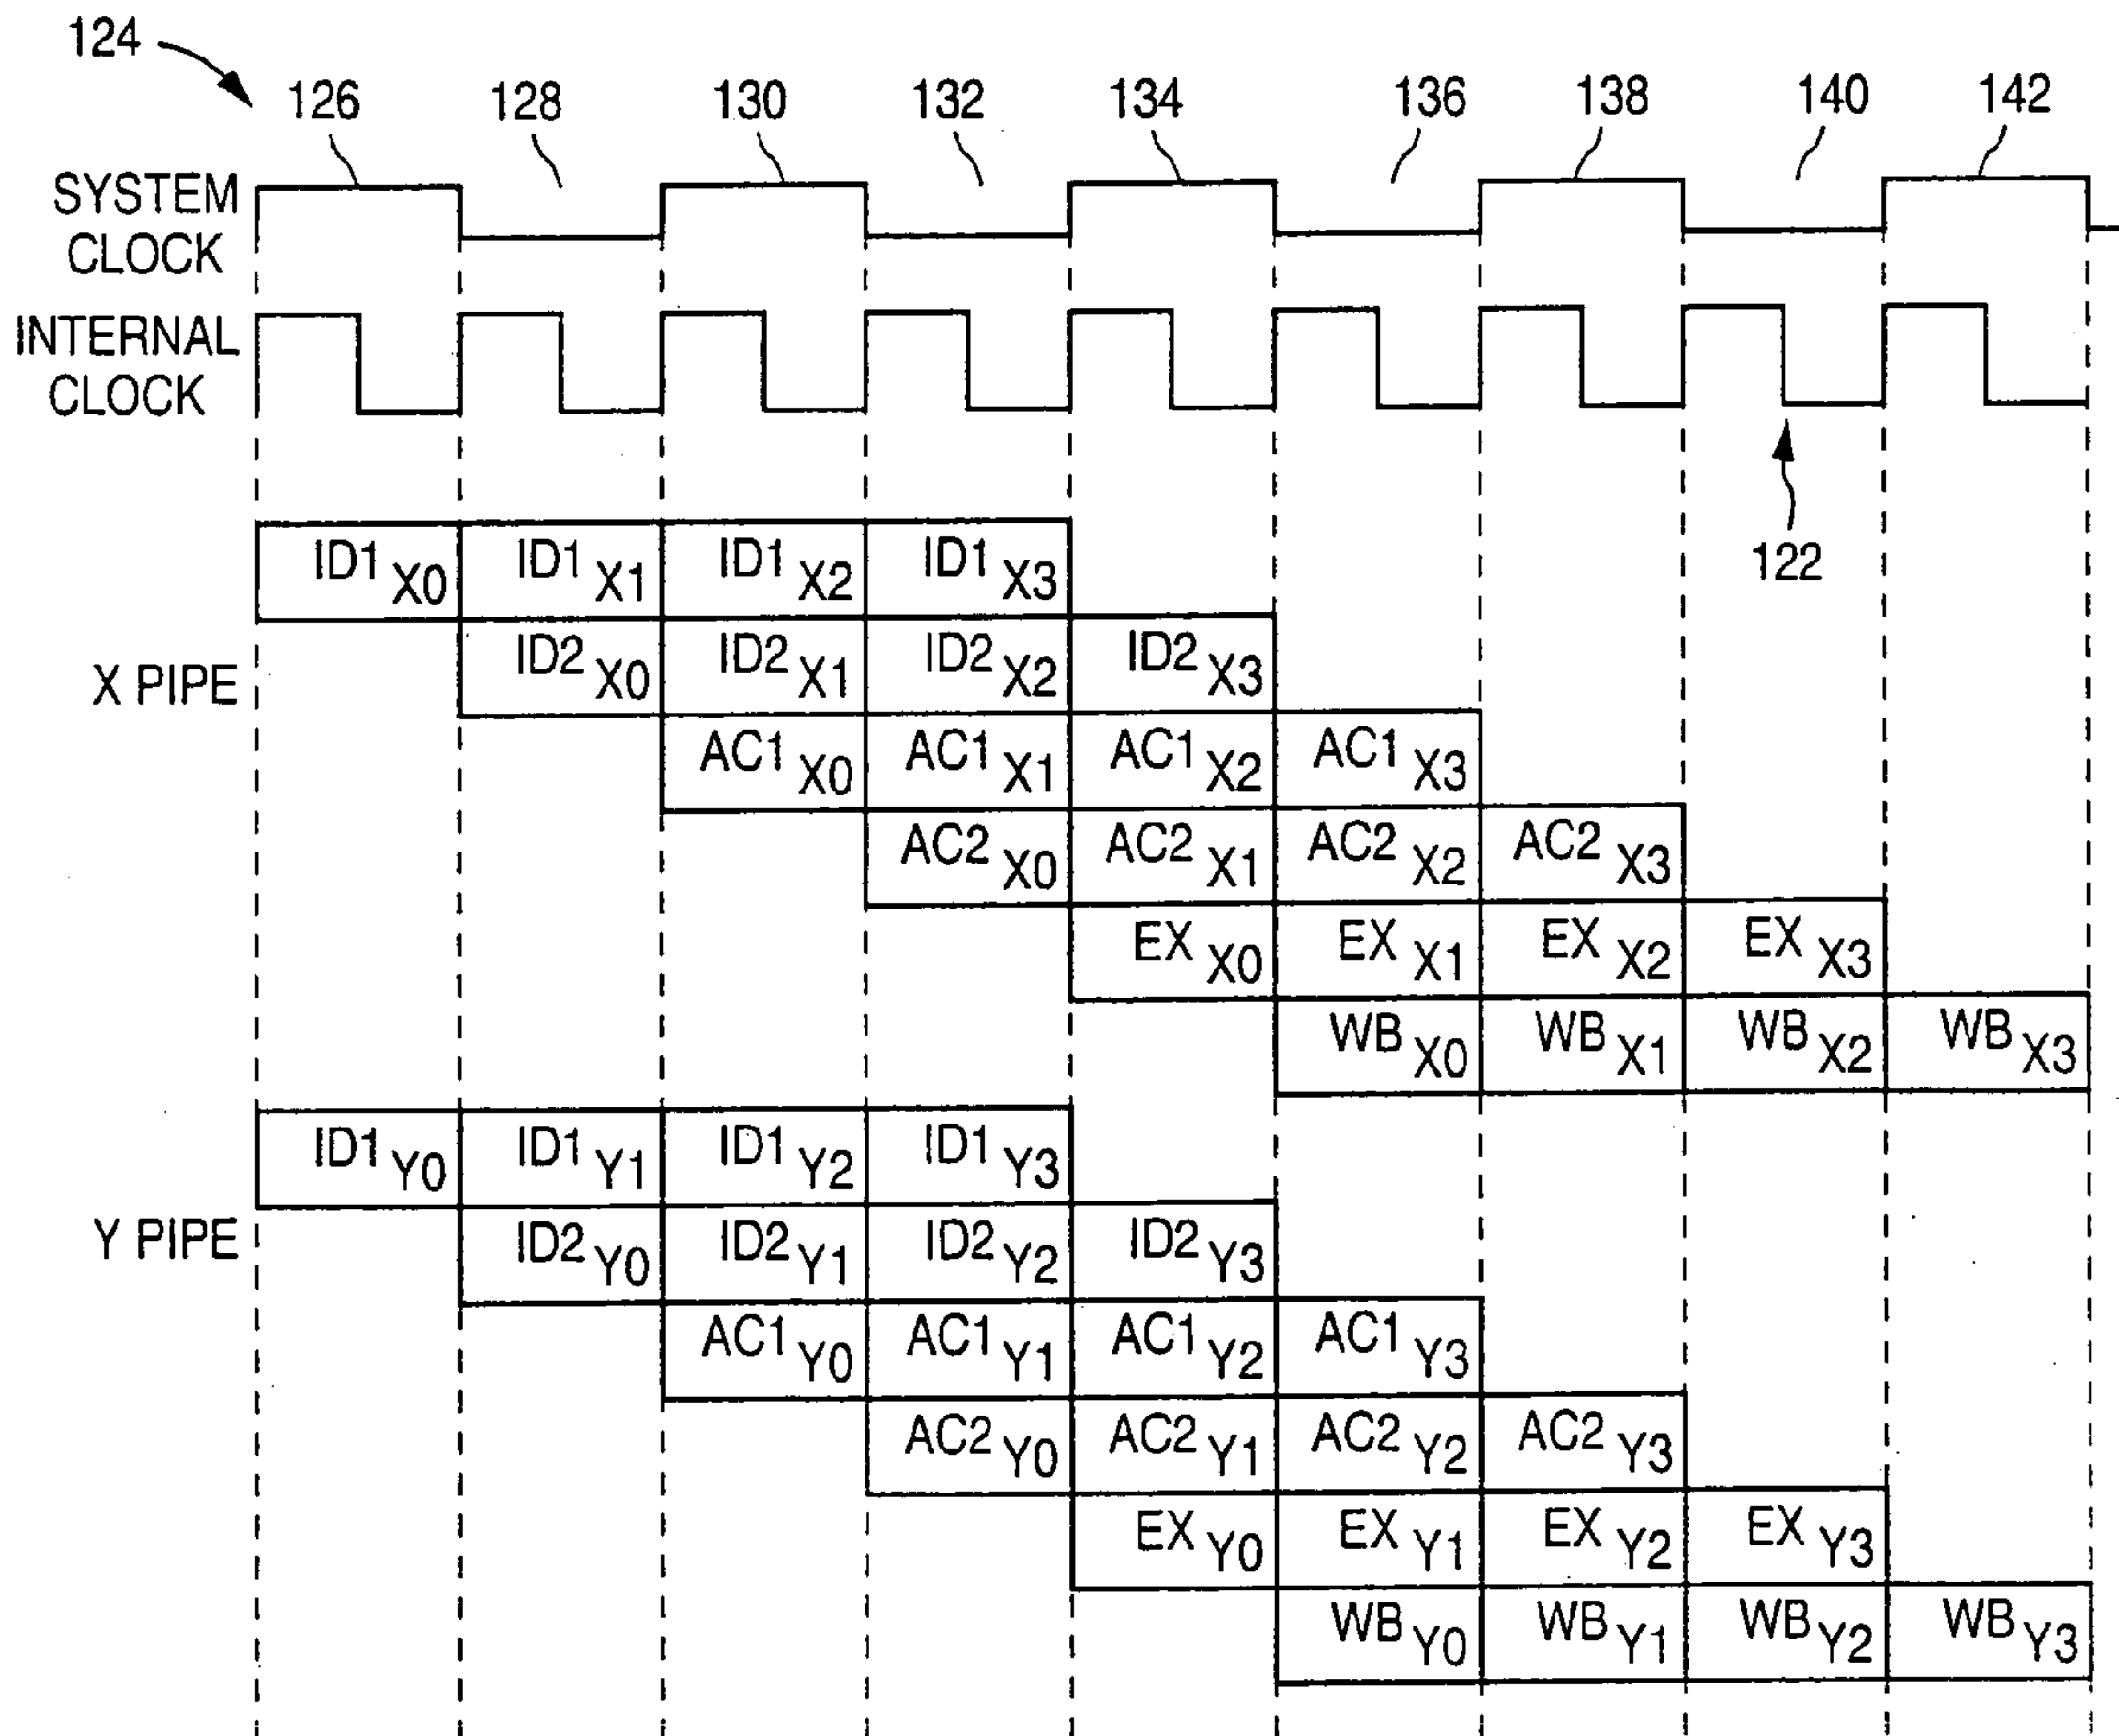 124
126 128 130 132 134 136 138 140 142
SYSTEM
CLOCK
INTERNAL
CLOCK
122
ID1 X0 ID1 X1 ID1 X2 ID1 X3
ID2 X0 ID2 X1 ID2 X2 ID2 X3
X PIPE
AC1 X0 AC1 X1 AC1 X2 AC1 X3
AC2 X0 AC2 X1 AC2 X2 AC2 X3
EX X0 EX X1 EX X2 EX X3
WB X0 WB X1 WB X2 WB X3
ID1 Y0 ID1 Y1 ID1 Y2 ID1 Y3
Y PIPE
ID2 Y0 ID2 Y1 ID2 Y2 ID2 Y3
AC1 Y0 AC1 Y1 AC1 Y2 AC1 Y3
AC2 Y0 AC2 Y1 AC2 Y2 AC2 Y3
EX Y0 EX Y1 EX Y2 EX Y3
WB Y0 WB Y1 WB Y2 WB Y3